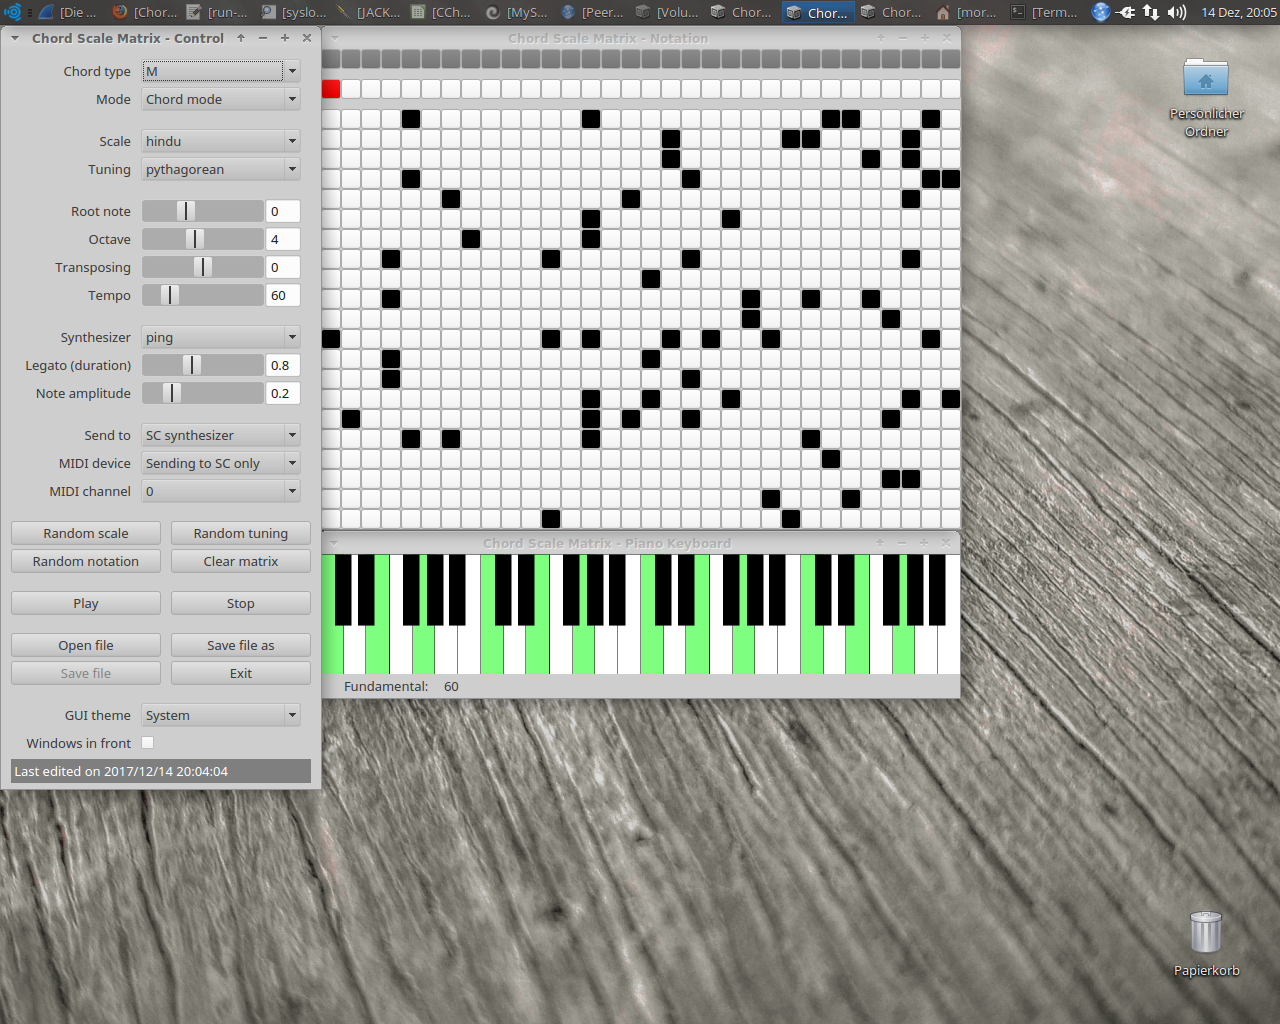 [Die ...
[Chor...
[run-...
[syslo...
[JACK...
[CCh...
[MyS...
[Peer...
[Volu...
Chor...
Chor...
Chor...
[mor...
[Term...
14 Dez, 20:05
Chord Scale Matrix - Control
Chord Scale Matrix - Notation
Chord type M
Mode Chord mode
Scale hindu
Tuning pythagorean
Root note 0
Octave 4
Transposing 0
Tempo 60
Synthesizer ping
Legato (duration) 0.8
Note amplitude 0.2
Send to SC synthesizer
MIDI device Sending to SC only
MIDI channel 0
Random scale Random tuning
Random notation Clear matrix
Play Stop
Open file Save file as
Save file Exit
GUI theme System
Windows in front
Last edited on 2017/12/14 20:04:04
Chord Scale Matrix - Piano Keyboard
Fundamental: 60
Persönlicher
Ordner
Papierkorb